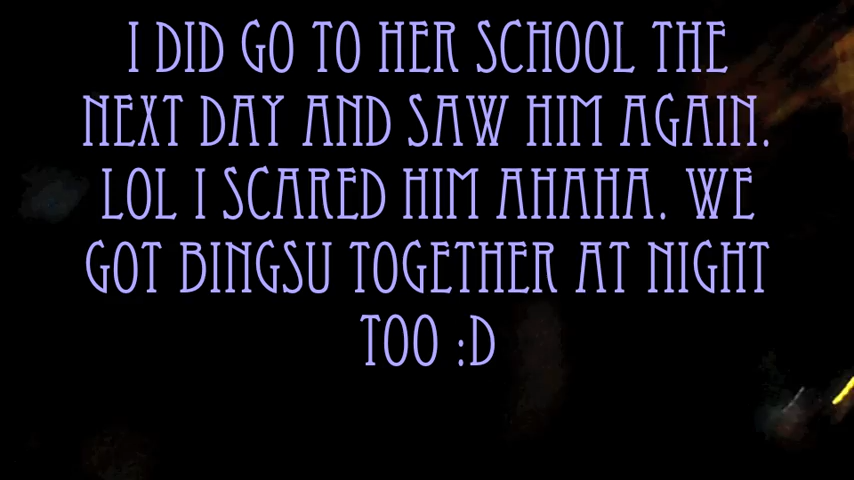 I DID GO TO HER SCHOOL THE
NEXT DAY AND SAW HIM AGAIN.
LOL I SCARED HIM AHAHA. WE
GOT BINGSU TOGETHER AT NIGHT
TOO :D